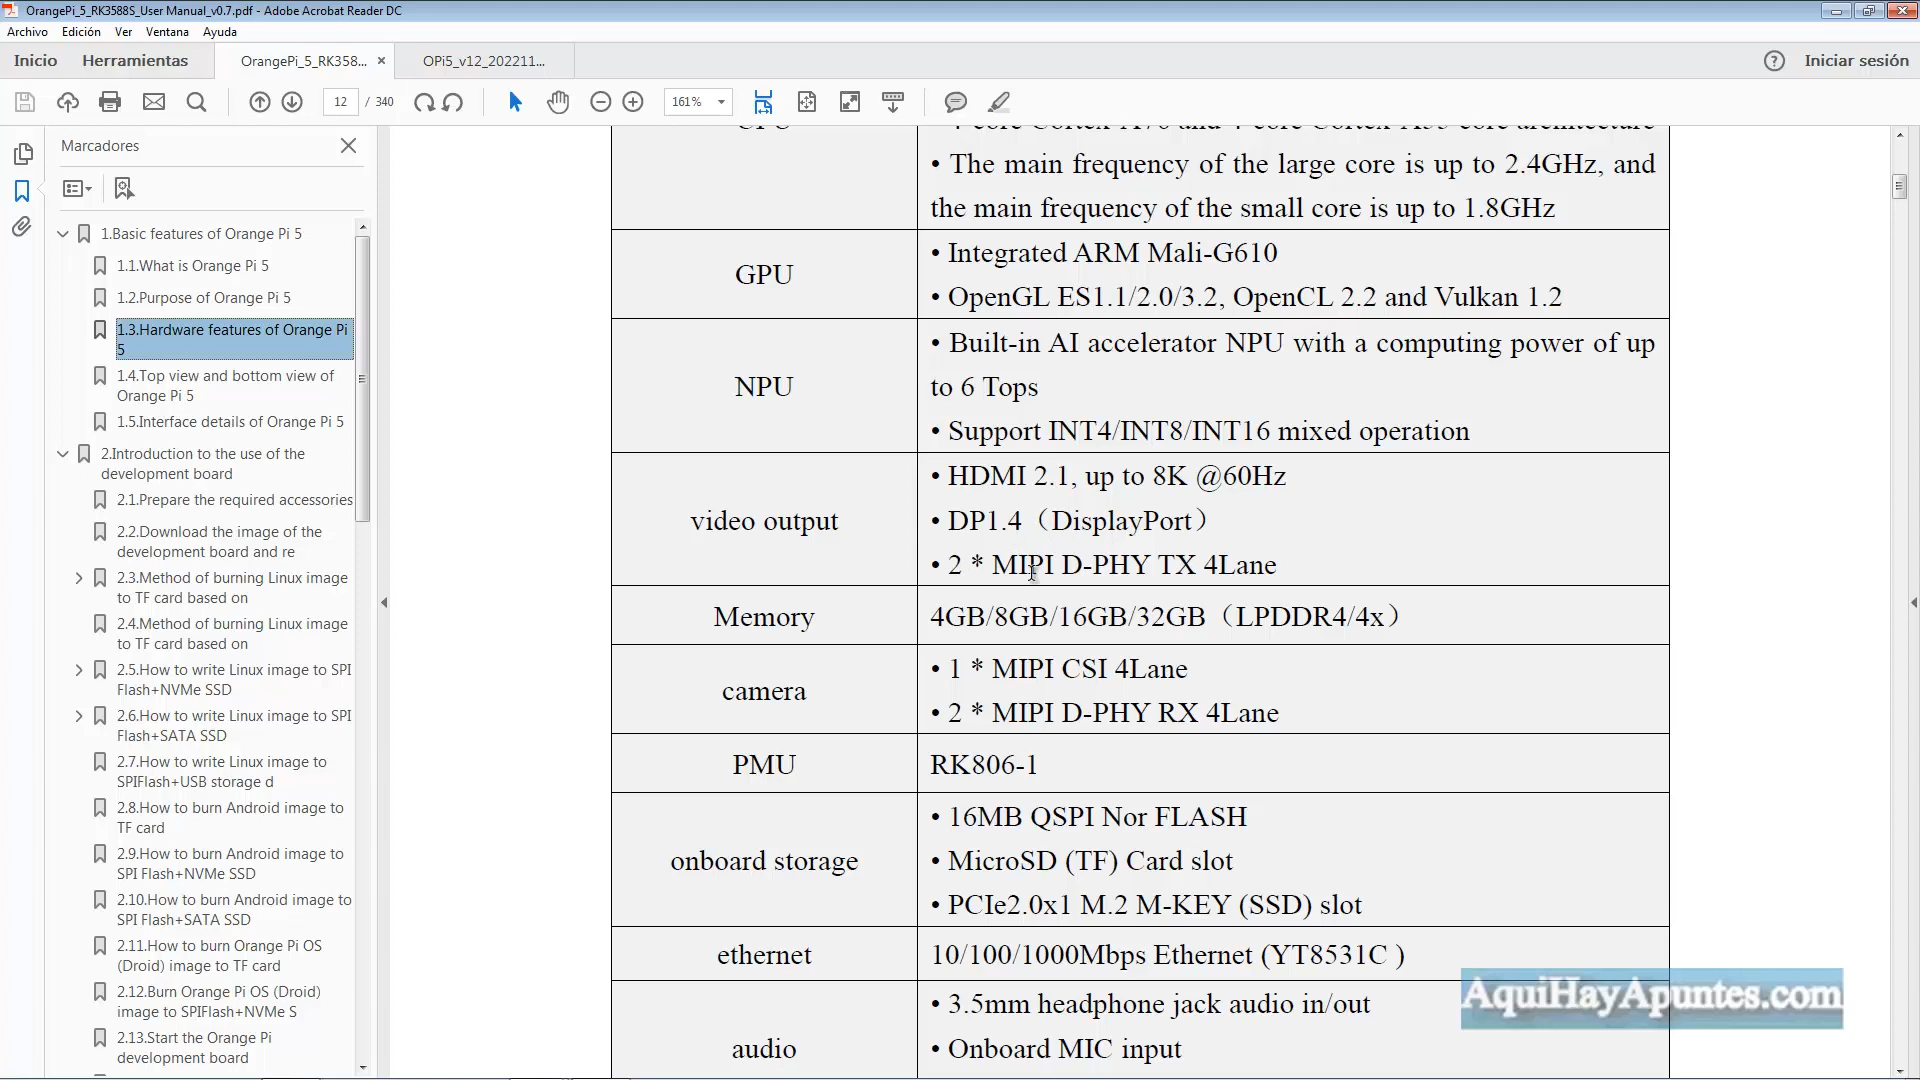 OrangePi_5_RK3588S_User Manual_v0.7.pdf - Adobe Acrobat Reader DC
Archivo Edición Ver Ventana Ayuda
Inicio Herramientas OrangePi_5_RK358... × OPi5_v12_202211... Iniciar sesión
12 / 340 161%
Marcadores
1.Basic features of Orange Pi 5
1.1.What is Orange Pi 5
1.2.Purpose of Orange Pi 5
1.3.Hardware features of Orange Pi
5
1.4.Top view and bottom view of
Orange Pi 5
1.5.Interface details of Orange Pi 5
2.Introduction to the use of the
development board
2.1.Prepare the required accessories
2.2.Download the image of the
development board and re
2.3.Method of burning Linux image
to TF card based on
2.4.Method of burning Linux image
to TF card based on
2.5.How to write Linux image to SPI
Flash+NVMe SSD
2.6.How to write Linux image to SPI
Flash+SATA SSD
2.7.How to write Linux image to
SPIFlash+USB storage d
2.8.How to burn Android image to
TF card
2.9.How to burn Android image to
SPI Flash+NVMe SSD
2.10.How to burn Android image to
SPI Flash+SATA SSD
2.11.How to burn Orange Pi OS
(Droid) image to TF card
2.12.Burn Orange Pi OS (Droid)
image to SPIFlash+NVMe S
2.13.Start the Orange Pi
development board
• The main frequency of the large core is up to 2.4GHz, and
the main frequency of the small core is up to 1.8GHz
GPU
• Integrated ARM Mali-G610
• OpenGL ES1.1/2.0/3.2, OpenCL 2.2 and Vulkan 1.2
NPU
• Built-in AI accelerator NPU with a computing power of up
to 6 Tops
• Support INT4/INT8/INT16 mixed operation
video output
• HDMI 2.1, up to 8K @60Hz
• DP1.4（DisplayPort）
• 2 * MIPI D-PHY TX 4Lane
Memory
4GB/8GB/16GB/32GB（LPDDR4/4x）
camera
• 1 * MIPI CSI 4Lane
• 2 * MIPI D-PHY RX 4Lane
PMU
RK806-1
onboard storage
• 16MB QSPI Nor FLASH
• MicroSD (TF) Card slot
• PCIe2.0x1 M.2 M-KEY (SSD) slot
ethernet
10/100/1000Mbps Ethernet (YT8531C )
audio
• 3.5mm headphone jack audio in/out
• Onboard MIC input
AquiHayApuntes.com